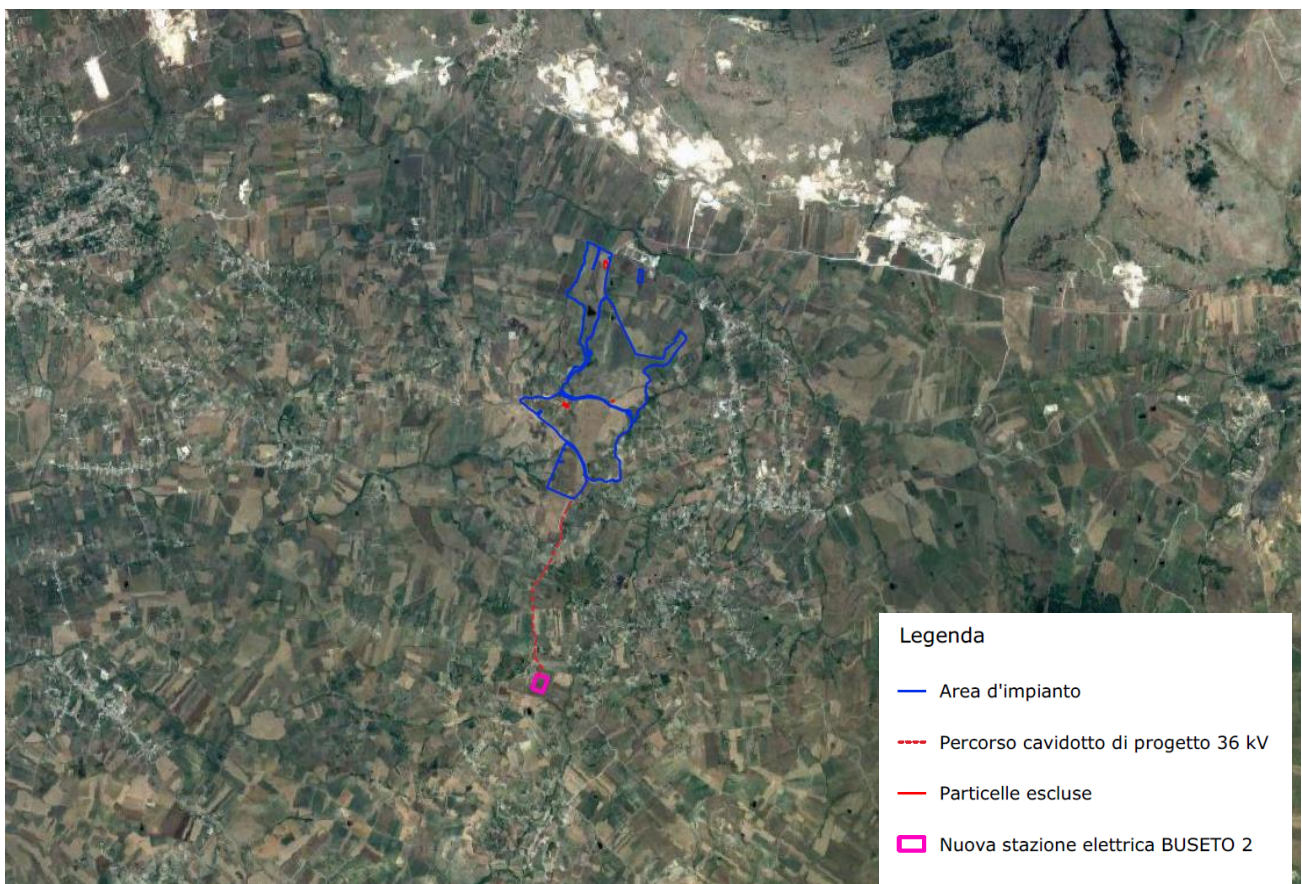 Legenda
Area d'impianto
Percorso cavidotto di progetto 36 kV
Particelle escluse
Nuova stazione elettrica BUSETO 2